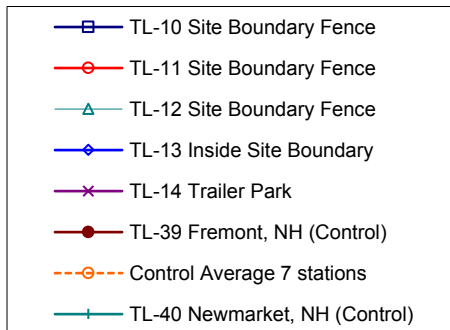 TL-10 Site Boundary Fence
TL-11 Site Boundary Fence
TL-12 Site Boundary Fence
TL-13 Inside Site Boundary
TL-14 Trailer Park
TL-39 Fremont, NH (Control)
Control Average 7 stations
TL-40 Newmarket, NH (Control)